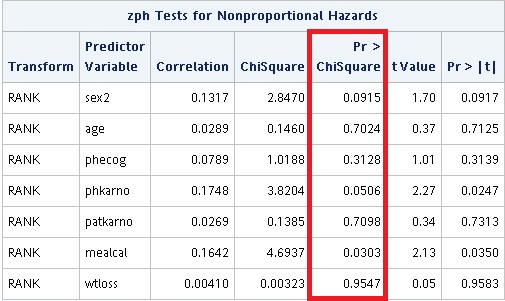 zph Tests for Nonproportional Hazards
Transform Predictor Variable Correlation ChiSquare Pr > ChiSquare t Value Pr > |t|
RANK sex2 0.1317 2.8470 0.0915 1.70 0.0917
RANK age 0.0289 0.1460 0.7024 0.37 0.7125
RANK phecog 0.0789 1.0188 0.3128 1.01 0.3139
RANK phkarno 0.1748 3.8204 0.0506 2.27 0.0247
RANK patkarno 0.0269 0.1385 0.7098 0.34 0.7313
RANK mealcal 0.1642 4.6937 0.0303 2.13 0.0350
RANK wtloss 0.00410 0.00323 0.9547 0.05 0.9583